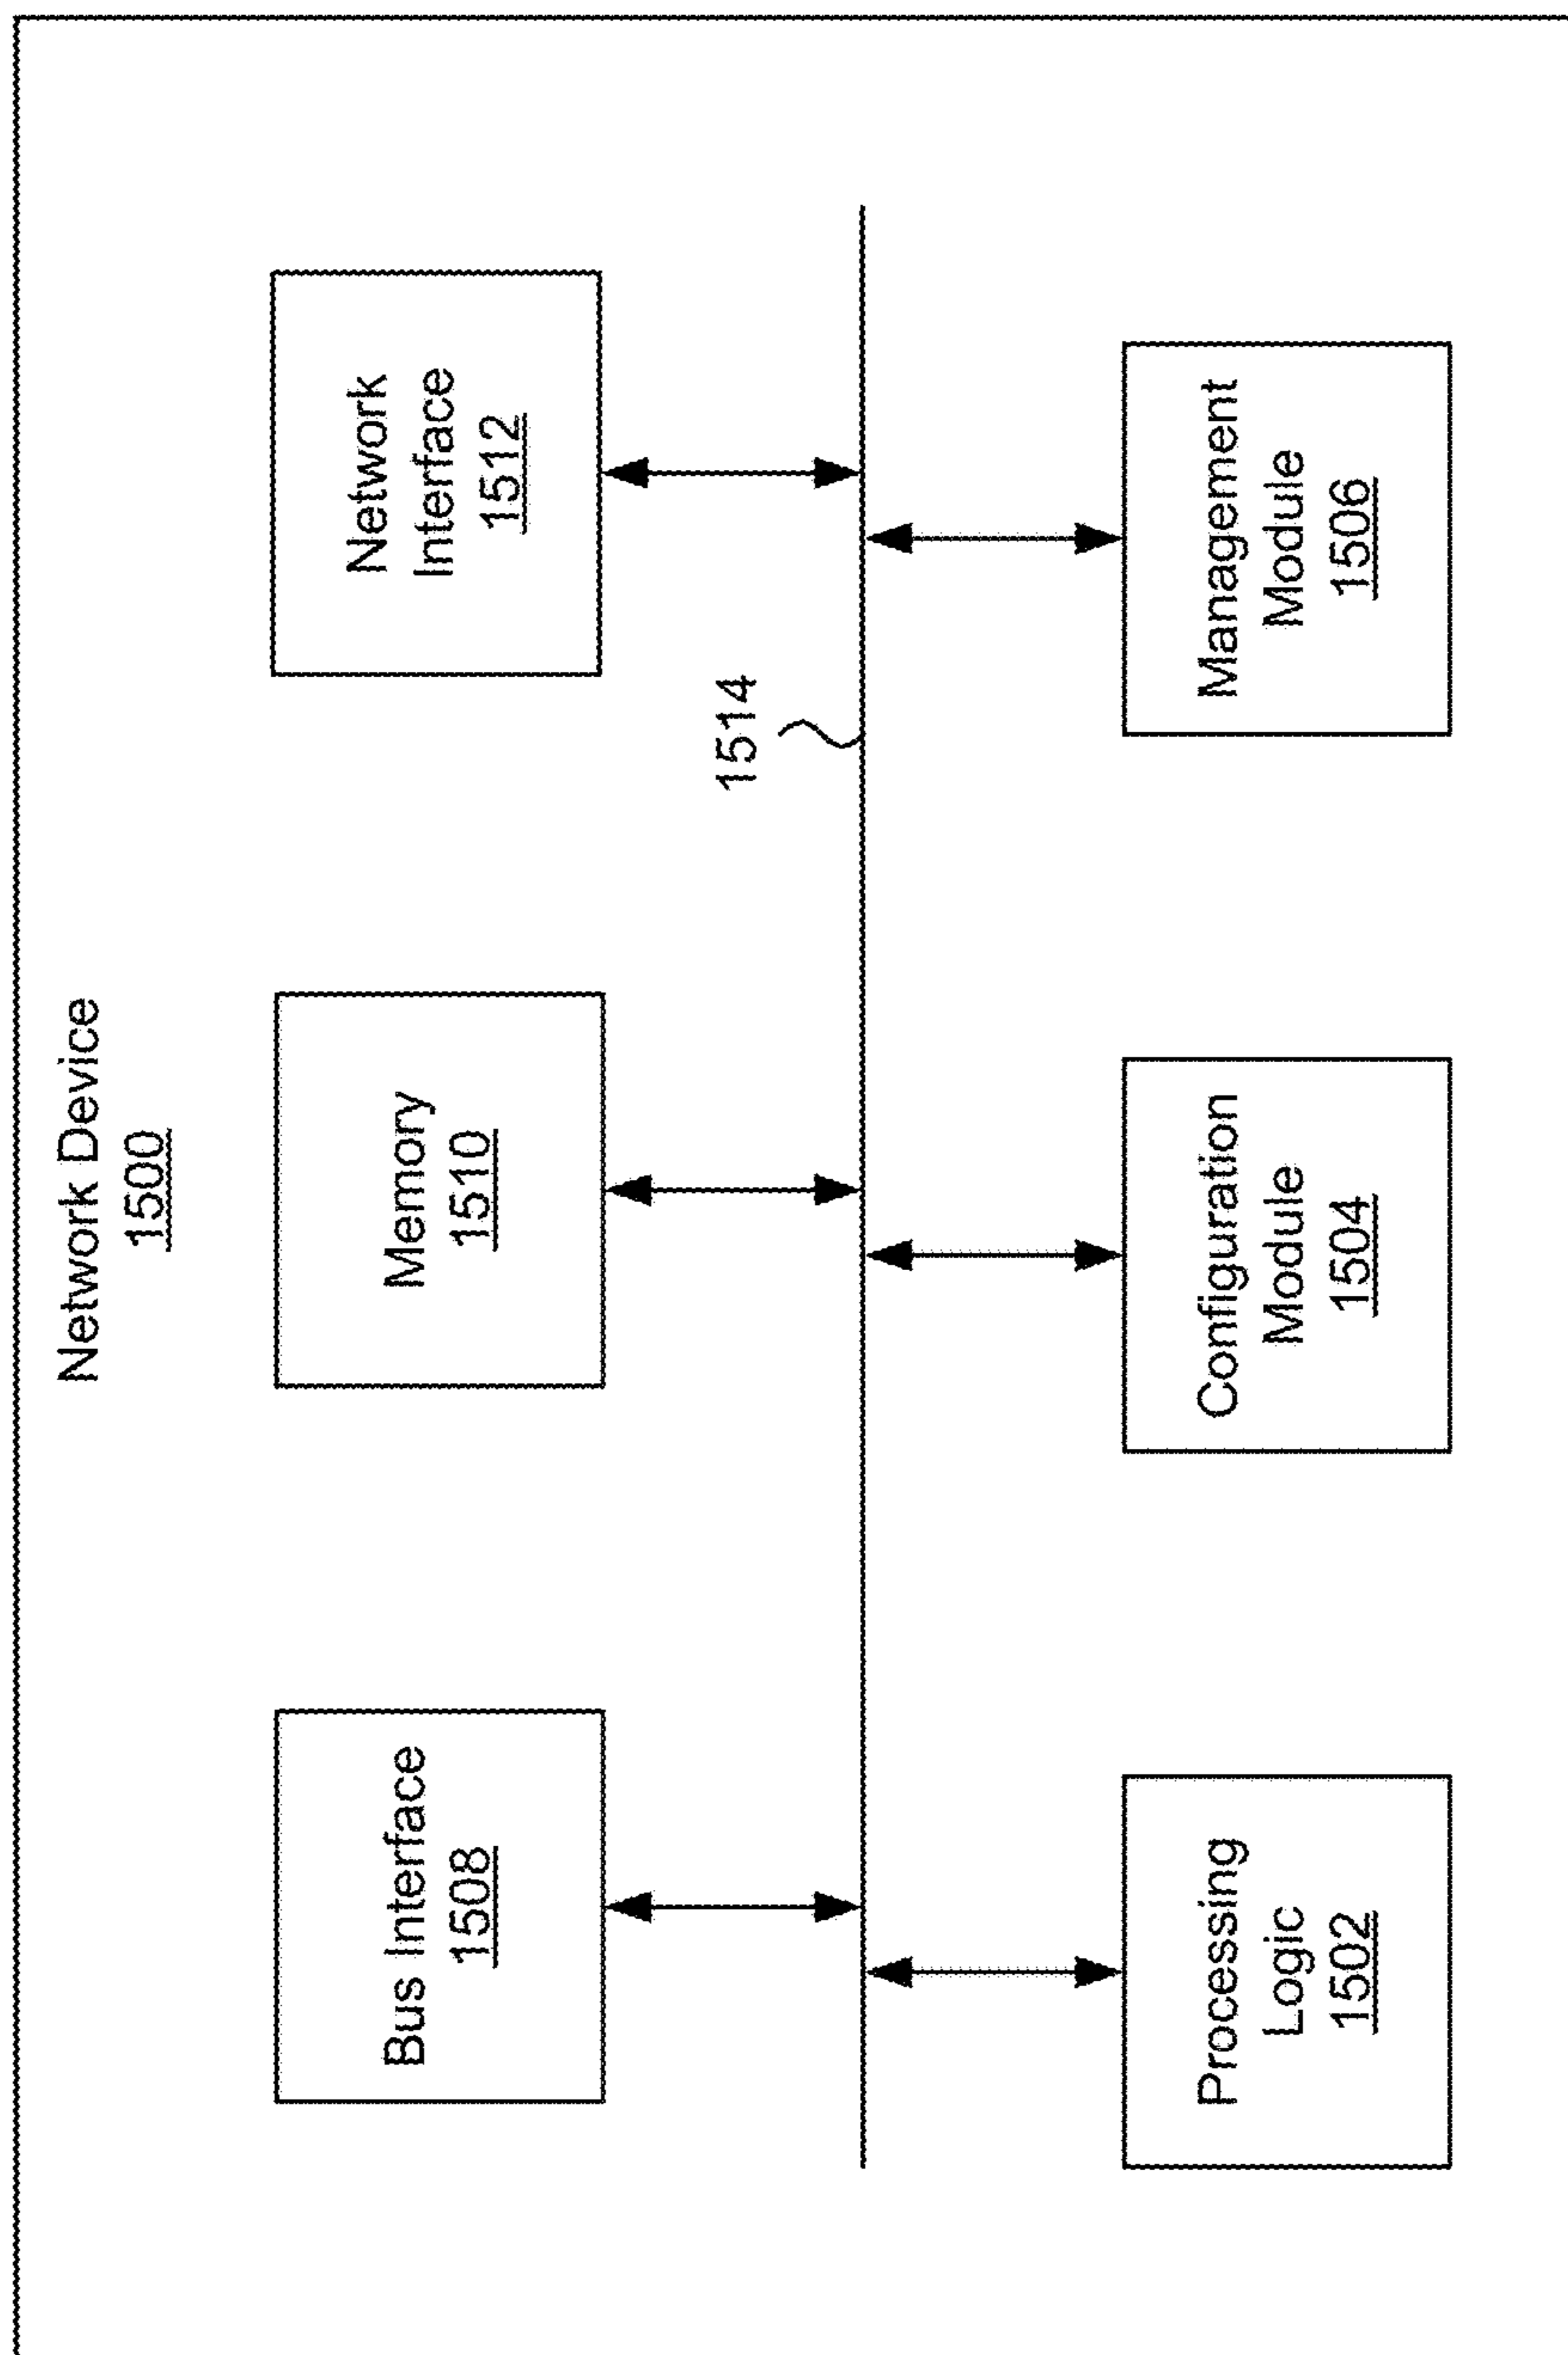 Network Device
1500
Bus Interface
1508
Memory
1510
Network
Interface
1512
1514
Processing
Logic
1502
Configuration
Module
1504
Management
Module
1506